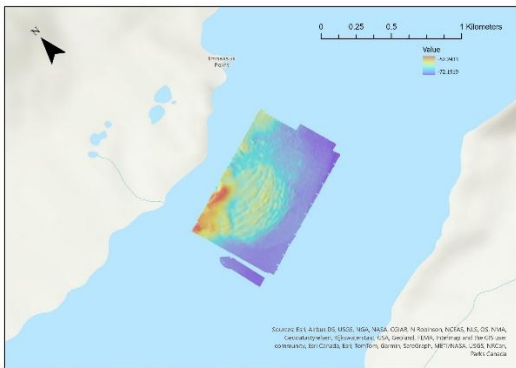 N
0 0.25 0.5 1 Kilometers
Value
-72.1919
Point
Sources: Esri, Airbus DS, USGS, NGA, NASA, CGIAR, N Robinson, NCEAS, NLS, OS, NMA,
Geodatastyrelsen, Rijkswaterstaat, GSA, Geoland, FEMA, Intermap and the GIS user
community, Esri Canada, Esri, TomTom, Garmin, SafeGraph, METI/NASA, USGS, NRCan,
Parks Canada